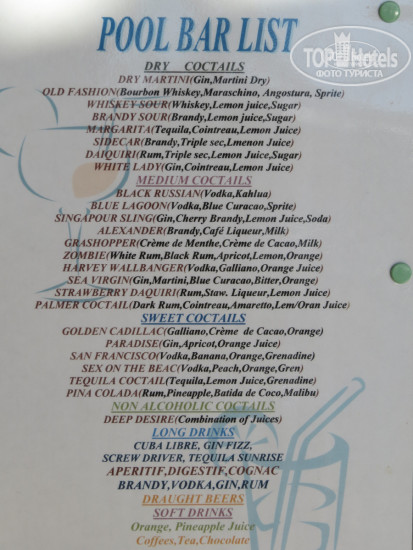 POOL BAR LIST
TOPHotels
ФОТО ТУРИСТА
DRY COCTAILS
DRY MARTINI(Gin,Martini Dry)
OLD FASHION(Bourbon Whiskey,Maraschino, Angostura, Sprite)
WHISKEY SOUR(Whiskey,Lemon juice,Sugar)
BRANDY SOUR(Brandy,Lemon juice,Sugar)
MARGARITA(Tequila,Cointreau,Lemon Juice)
SIDECAR(Brandy,Triple sec,Lmenon Juice)
DAIQUIRI(Rum,Triple sec,Lemon Juice,Sugar)
WHITE LADY(Gin,Cointreau,Lemon Juice)
MEDIUM COCTAILS
BLACK RUSSIAN(Vodka,Kahlua)
BLUE LAGOON(Vodka,Blue Curacao,Sprite)
SINGAPOUR SLING(Gin,Cherry Brandy,Lemon Juice,Soda)
ALEXANDER(Brandy,Café Liqueur,Milk)
GRASHOPPER(Crème de Menthe,Crème de Cacao,Milk)
ZOMBIE(White Rum,Black Rum,Apricot,Lemon,Orange)
HARVEY WALLBANGER(Vodka,Galliano,Orange Juice)
SEA VIRGIN(Gin,Martini,Blue Curacao,Bitter,Orange)
STRAWBERRY DAQUIRI(Rum,Staw. Liqueur,Lemon Juice)
PALMER COCTAIL(Dark Rum,Cointreau,Amaretto,Lem/Oran Juice)
SWEET COCTAILS
GOLDEN CADILLAC(Galliano,Crème de Cacao,Orange)
PARADISE(Gin,Apricot,Orange Juice)
SAN FRANCISCO(Vodka,Banana,Orange,Grenadine)
SEX ON THE BEAC(Vodka,Peach,Orange,Gren)
TEQUILA COCTAIL(Tequila,Lemon Juice,Grenadine)
PINA COLADA(Rum,Pineapple,Batida de Coco,Malibu)
NON ALCOHOLIC COCTAILS
DEEP DESIRE(Combination of Juices)
LONG DRINKS
CUBA LIBRE, GIN FIZZ,
SCREW DRIVER, TEQUILA SUNRISE
APERITIF,DIGESTIF,COGNAC
BRANDY,VODKA,GIN,RUM
DRAUGHT BEERS
SOFT DRINKS
Orange, Pineapple Juice
Coffees,Tea,Chocolate